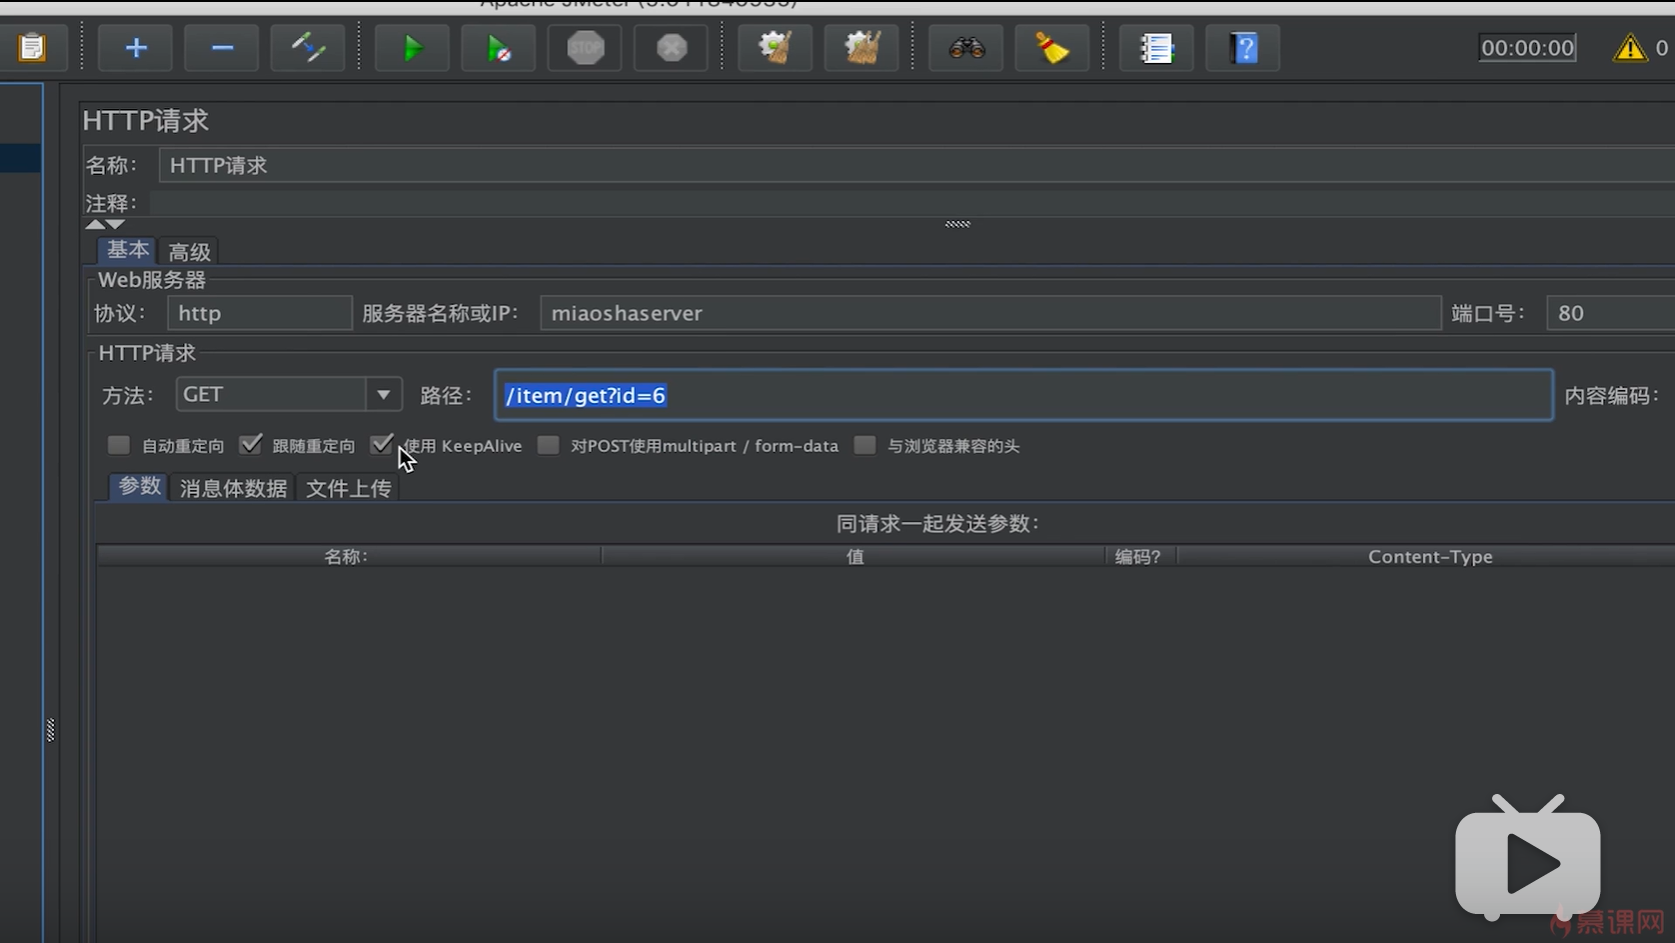 STOP
00:00:00
0
HTTP请求
名称: HTTP请求
注释:
基本 高级
Web服务器
协议: http 服务器名称或IP: miaoshaserver 端口号: 80
HTTP请求
方法: GET 路径: /item/get?id=6 内容编码:
自动重定向 跟随重定向 使用 KeepAlive 对POST使用multipart / form-data 与浏览器兼容的头
参数 消息体数据 文件上传
同请求一起发送参数:
名称: 值 编码? Content-Type
慕课网